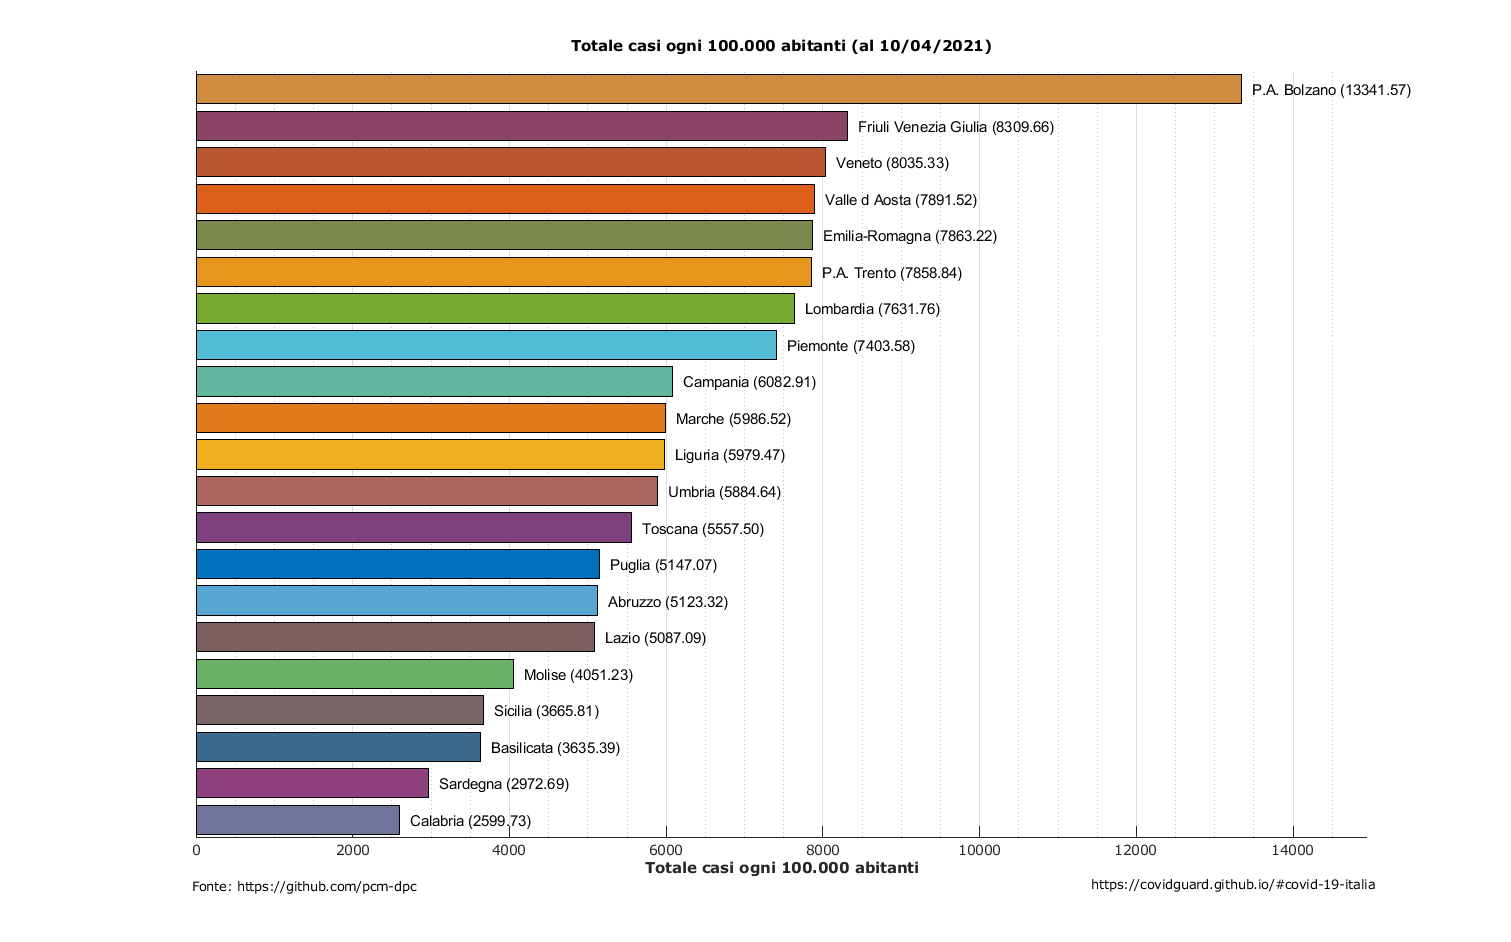 Totale casi ogni 100.000 abitanti (al 10/04/2021)
P.A. Bolzano (13341.57)
Friuli Venezia Giulia (8309.66)
Veneto (8035.33)
Valle d Aosta (7891.52)
Emilia-Romagna (7863.22)
P.A. Trento (7858.84)
Lombardia (7631.76)
Piemonte (7403.58)
Campania (6082.91)
Marche (5986.52)
Liguria (5979.47)
Umbria (5884.64)
Toscana (5557.50)
Puglia (5147.07)
Abruzzo (5123.32)
Lazio (5087.09)
Molise (4051.23)
Sicilia (3665.81)
Basilicata (3635.39)
Sardegna (2972.69)
Calabria (2599.73)
0 2000 4000 6000 8000 10000 12000 14000
Totale casi ogni 100.000 abitanti
Fonte: https://github.com/pcm-dpc
https://covidguard.github.io/#covid-19-italia